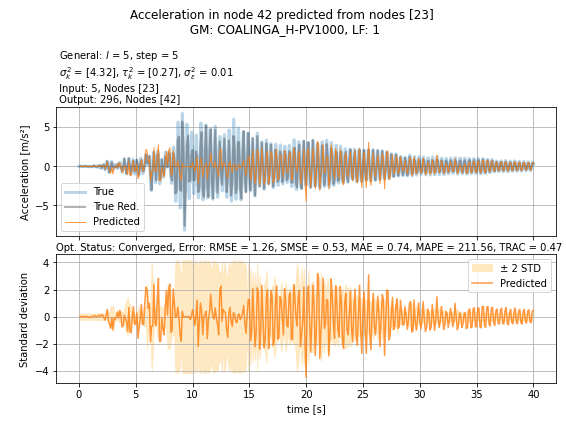 Acceleration in node 42 predicted from nodes [23]
GM: COALINGA_H-PV1000, LF: 1
General: l = 5, step = 5
σ²ₖ = [4.32], τ²ₖ = [0.27], σ²ₛ = 0.01
Input: 5, Nodes [23]
Output: 296, Nodes [42]
Acceleration [m/s²]
5
0
−5
True
True Red.
Predicted
Opt. Status: Converged, Error: RMSE = 1.26, SMSE = 0.53, MAE = 0.74, MAPE = 211.56, TRAC = 0.47
Standard deviation
4
2
0
−2
−4
± 2 STD
Predicted
0 5 10 15 20 25 30 35 40
time [s]